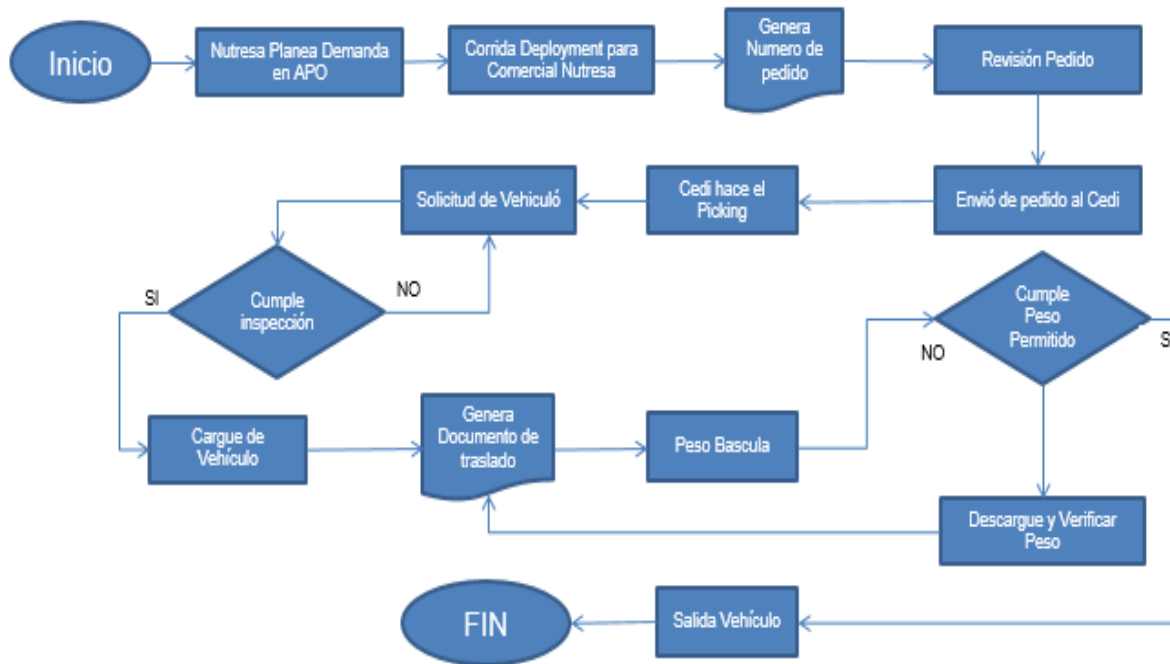 Inicio
Nutresa Planea Demanda
en APO
Corrida Deployment para
Comercial Nutresa
Genera
Numero de
pedido
Revisión Pedido
Envió de pedido al Cedi
Cedi hace el
Picking
Solicitud de Vehiculó
Cumple
inspección
SI
NO
Cargue de
Vehículo
Genera
Documento de
traslado
Peso Bascula
Cumple
Peso
Permitido
NO
S
Descargue y Verificar
Peso
Salida Vehículo
FIN